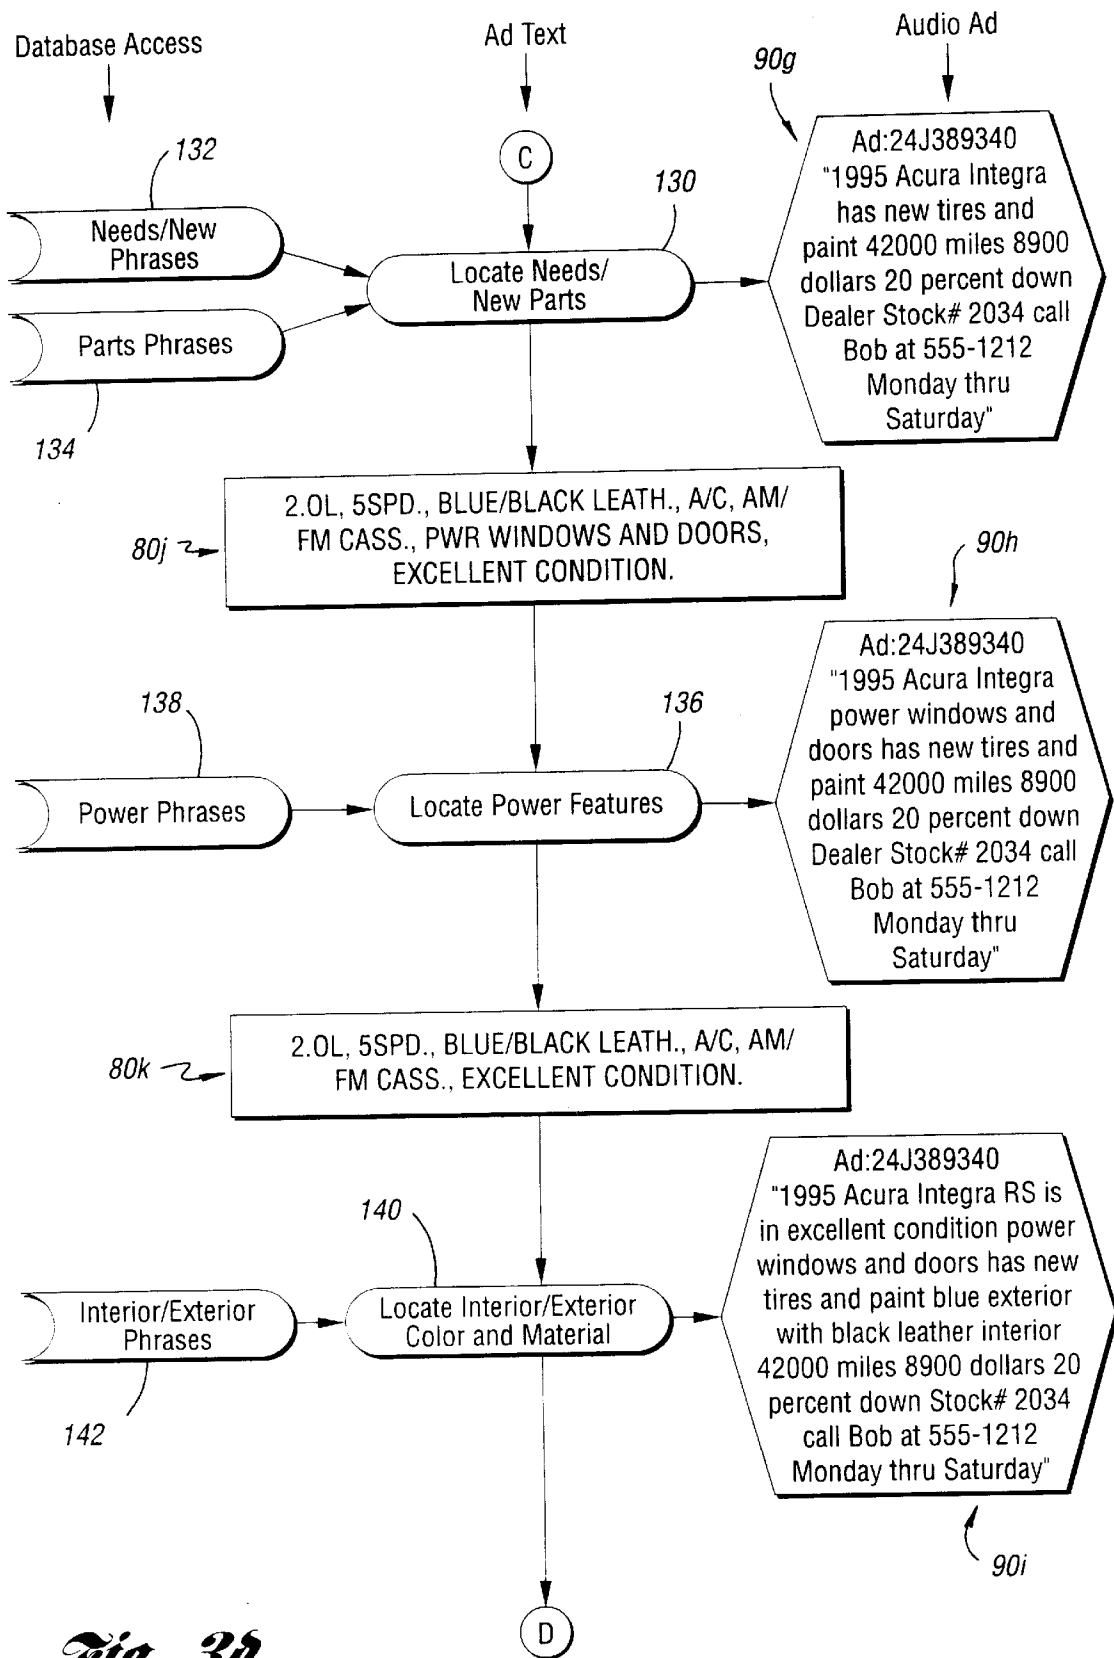 Database Access
Ad Text
Audio Ad
90g
132
C
130
Needs/New
Phrases
Locate Needs/
New Parts
Parts Phrases
134
Ad:24J389340
"1995 Acura Integra
has new tires and
paint 42000 miles 8900
dollars 20 percent down
Dealer Stock# 2034 call
Bob at 555-1212
Monday thru
Saturday"
80j
2.0L, 5SPD., BLUE/BLACK LEATH., A/C, AM/
FM CASS., PWR WINDOWS AND DOORS,
EXCELLENT CONDITION.
90h
138
136
Power Phrases
Locate Power Features
Ad:24J389340
"1995 Acura Integra
power windows and
doors has new tires and
paint 42000 miles 8900
dollars 20 percent down
Dealer Stock# 2034 call
Bob at 555-1212
Monday thru
Saturday"
80k
2.0L, 5SPD., BLUE/BLACK LEATH., A/C, AM/
FM CASS., EXCELLENT CONDITION.
140
Interior/Exterior
Phrases
142
Locate Interior/Exterior
Color and Material
Ad:24J389340
"1995 Acura Integra RS is
in excellent condition power
windows and doors has new
tires and paint blue exterior
with black leather interior
42000 miles 8900 dollars 20
percent down Stock# 2034
call Bob at 555-1212
Monday thru Saturday"
90i
D
Fig. 3d